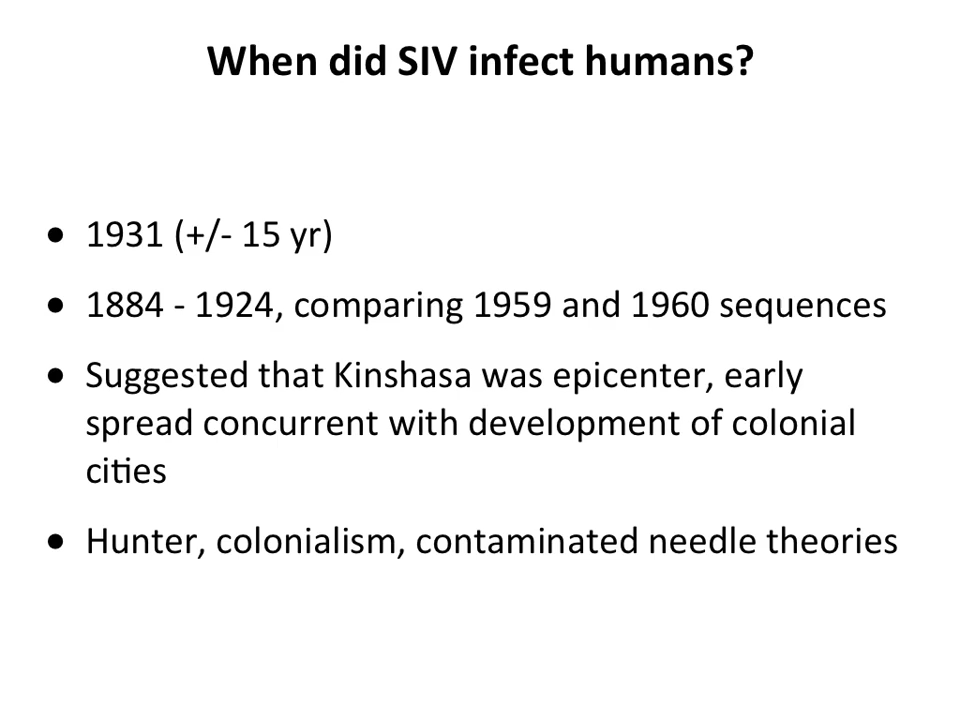 When did SIV infect humans?
• 1931 (+/- 15 yr)
• 1884 - 1924, comparing 1959 and 1960 sequences
• Suggested that Kinshasa was epicenter, early
spread concurrent with development of colonial
cities
• Hunter, colonialism, contaminated needle theories